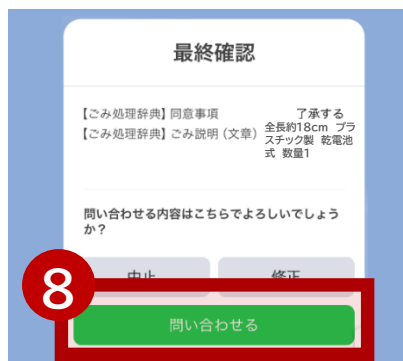 最終確認
【ごみ処理辞典】同意事項 了承する
【ごみ処理辞典】ごみ説明（文章） 全長約18cm プラ
スチック製 乾電池
式 数量1
問い合わせる内容はこちらでよろしいでしょう
か？
中止 修正
8
問い合わせる